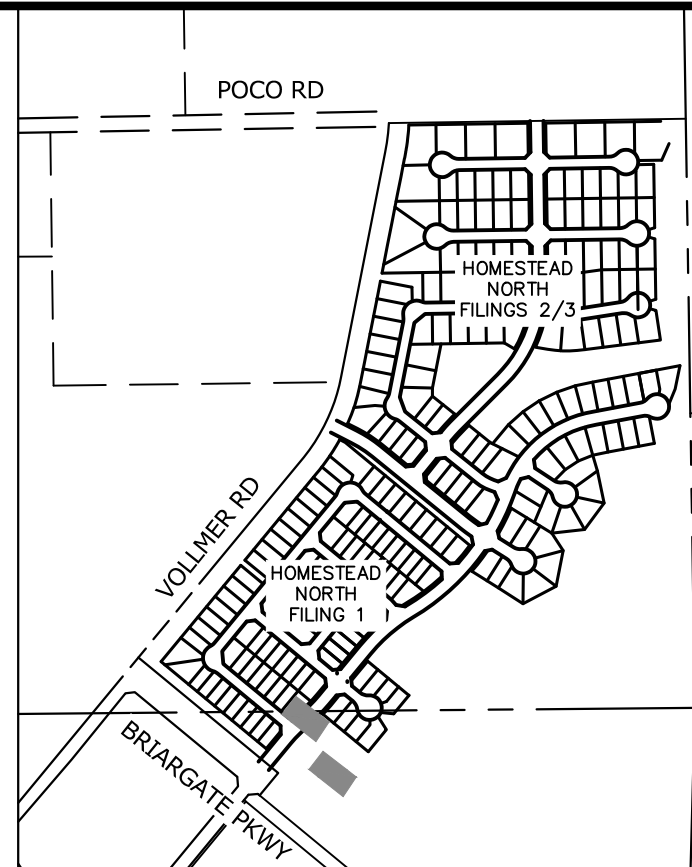 POCO RD
HOMESTEAD
NORTH
FILINGS 2/3
VOLLMER RD
HOMESTEAD
NORTH
FILING 1
BRIARGATE PKWY